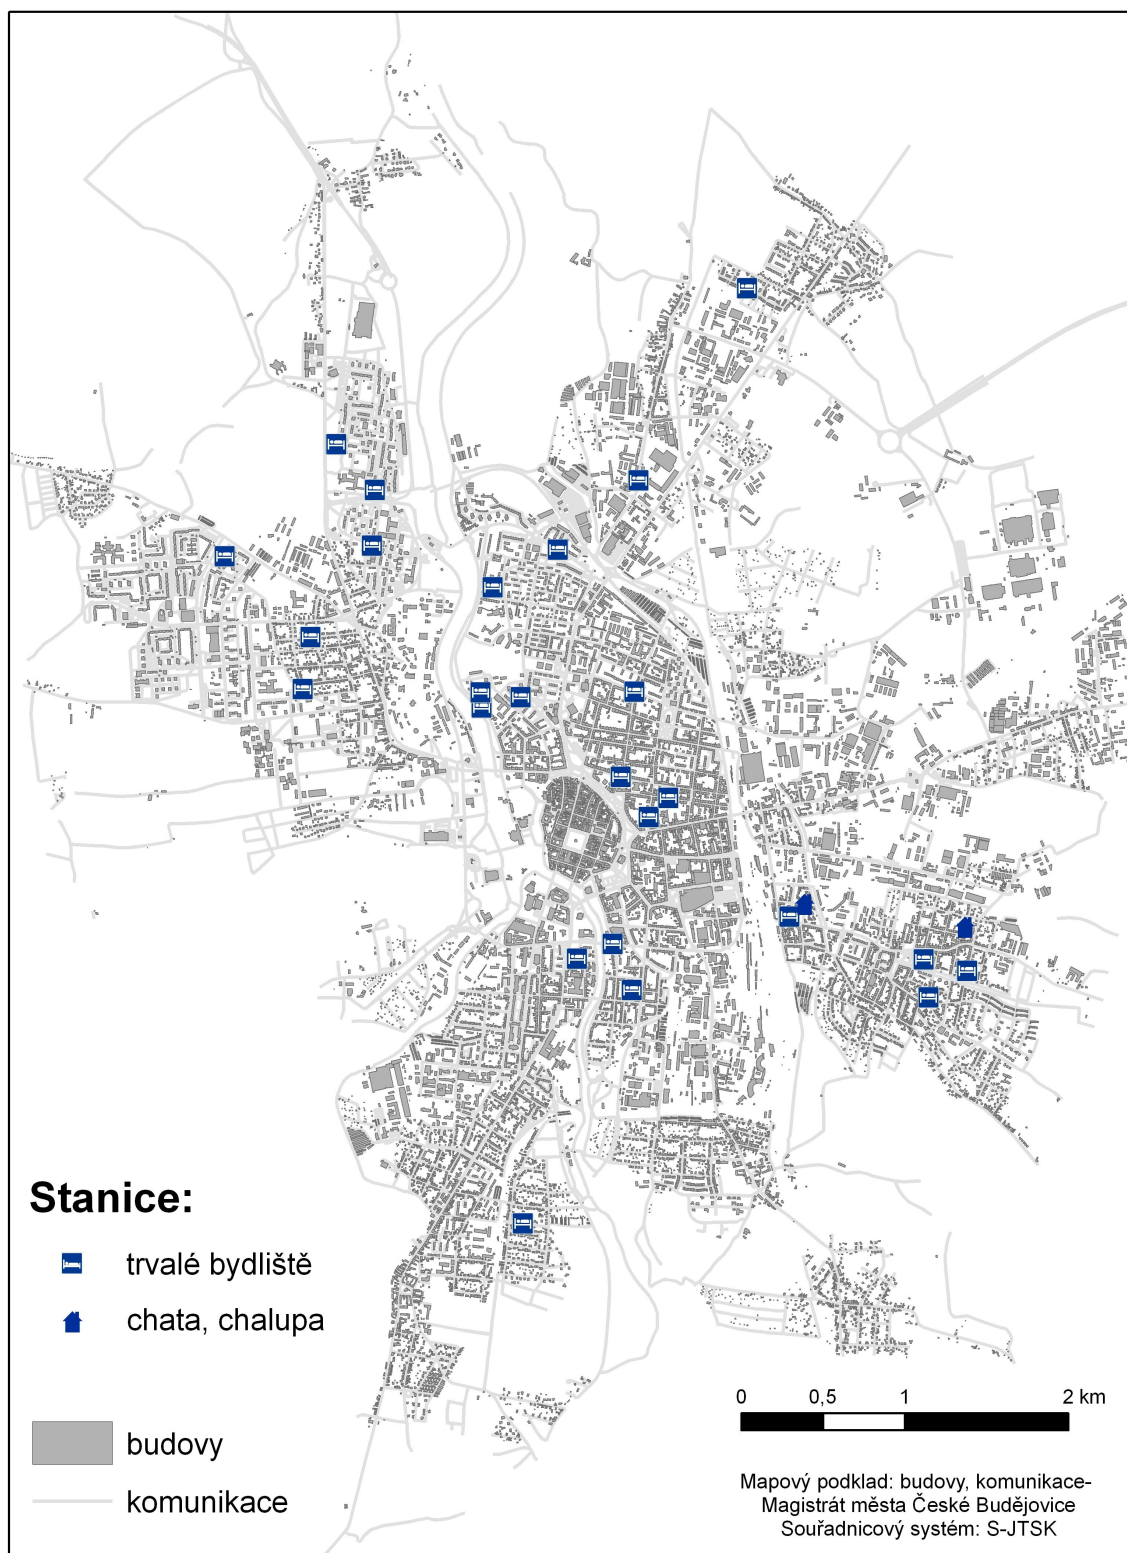 Stanice:
trvalé bydliště
chata, chalupa
budovy
komunikace
0 0,5 1 2 km
Mapový podklad: budovy, komunikace-
Magistrát města České Budějovice
Souřadnicový systém: S-JTSK